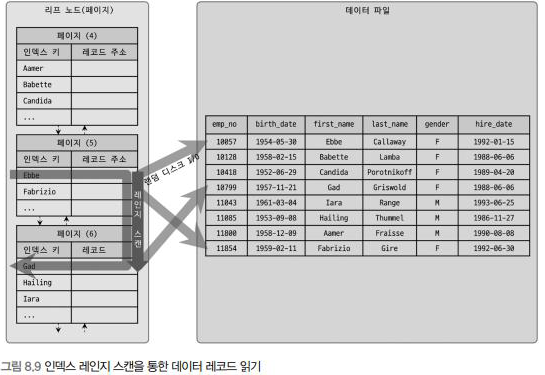 리프 노드(페이지)
페이지 (4)
인덱스 키 레코드 주소
Aamer
Babette
Candida
...
페이지 (5)
인덱스 키 레코드 주소
Ebbe
Fabrizio
...
페이지 (6)
인덱스 키 레코드
Gad
Hailing
Iara
...
레인지 스캔
랜덤 디스크 I/O
데이터 파일
emp_no birth_date first_name last_name gender hire_date
10057 1954-05-30 Ebbe Callaway F 1992-01-15
10128 1958-02-15 Babette Lamba F 1988-06-06
10418 1952-06-29 Candida Porotnikoff F 1989-04-20
10799 1957-11-21 Gad Griswold F 1988-06-06
11043 1961-03-04 Iara Range M 1993-06-25
11085 1953-09-08 Hailing Thummel M 1986-11-27
11800 1958-12-09 Aamer Fraisse M 1990-08-08
11854 1959-02-11 Fabrizio Gire F 1992-06-30
그림 8.9 인덱스 레인지 스캔을 통한 데이터 레코드 읽기